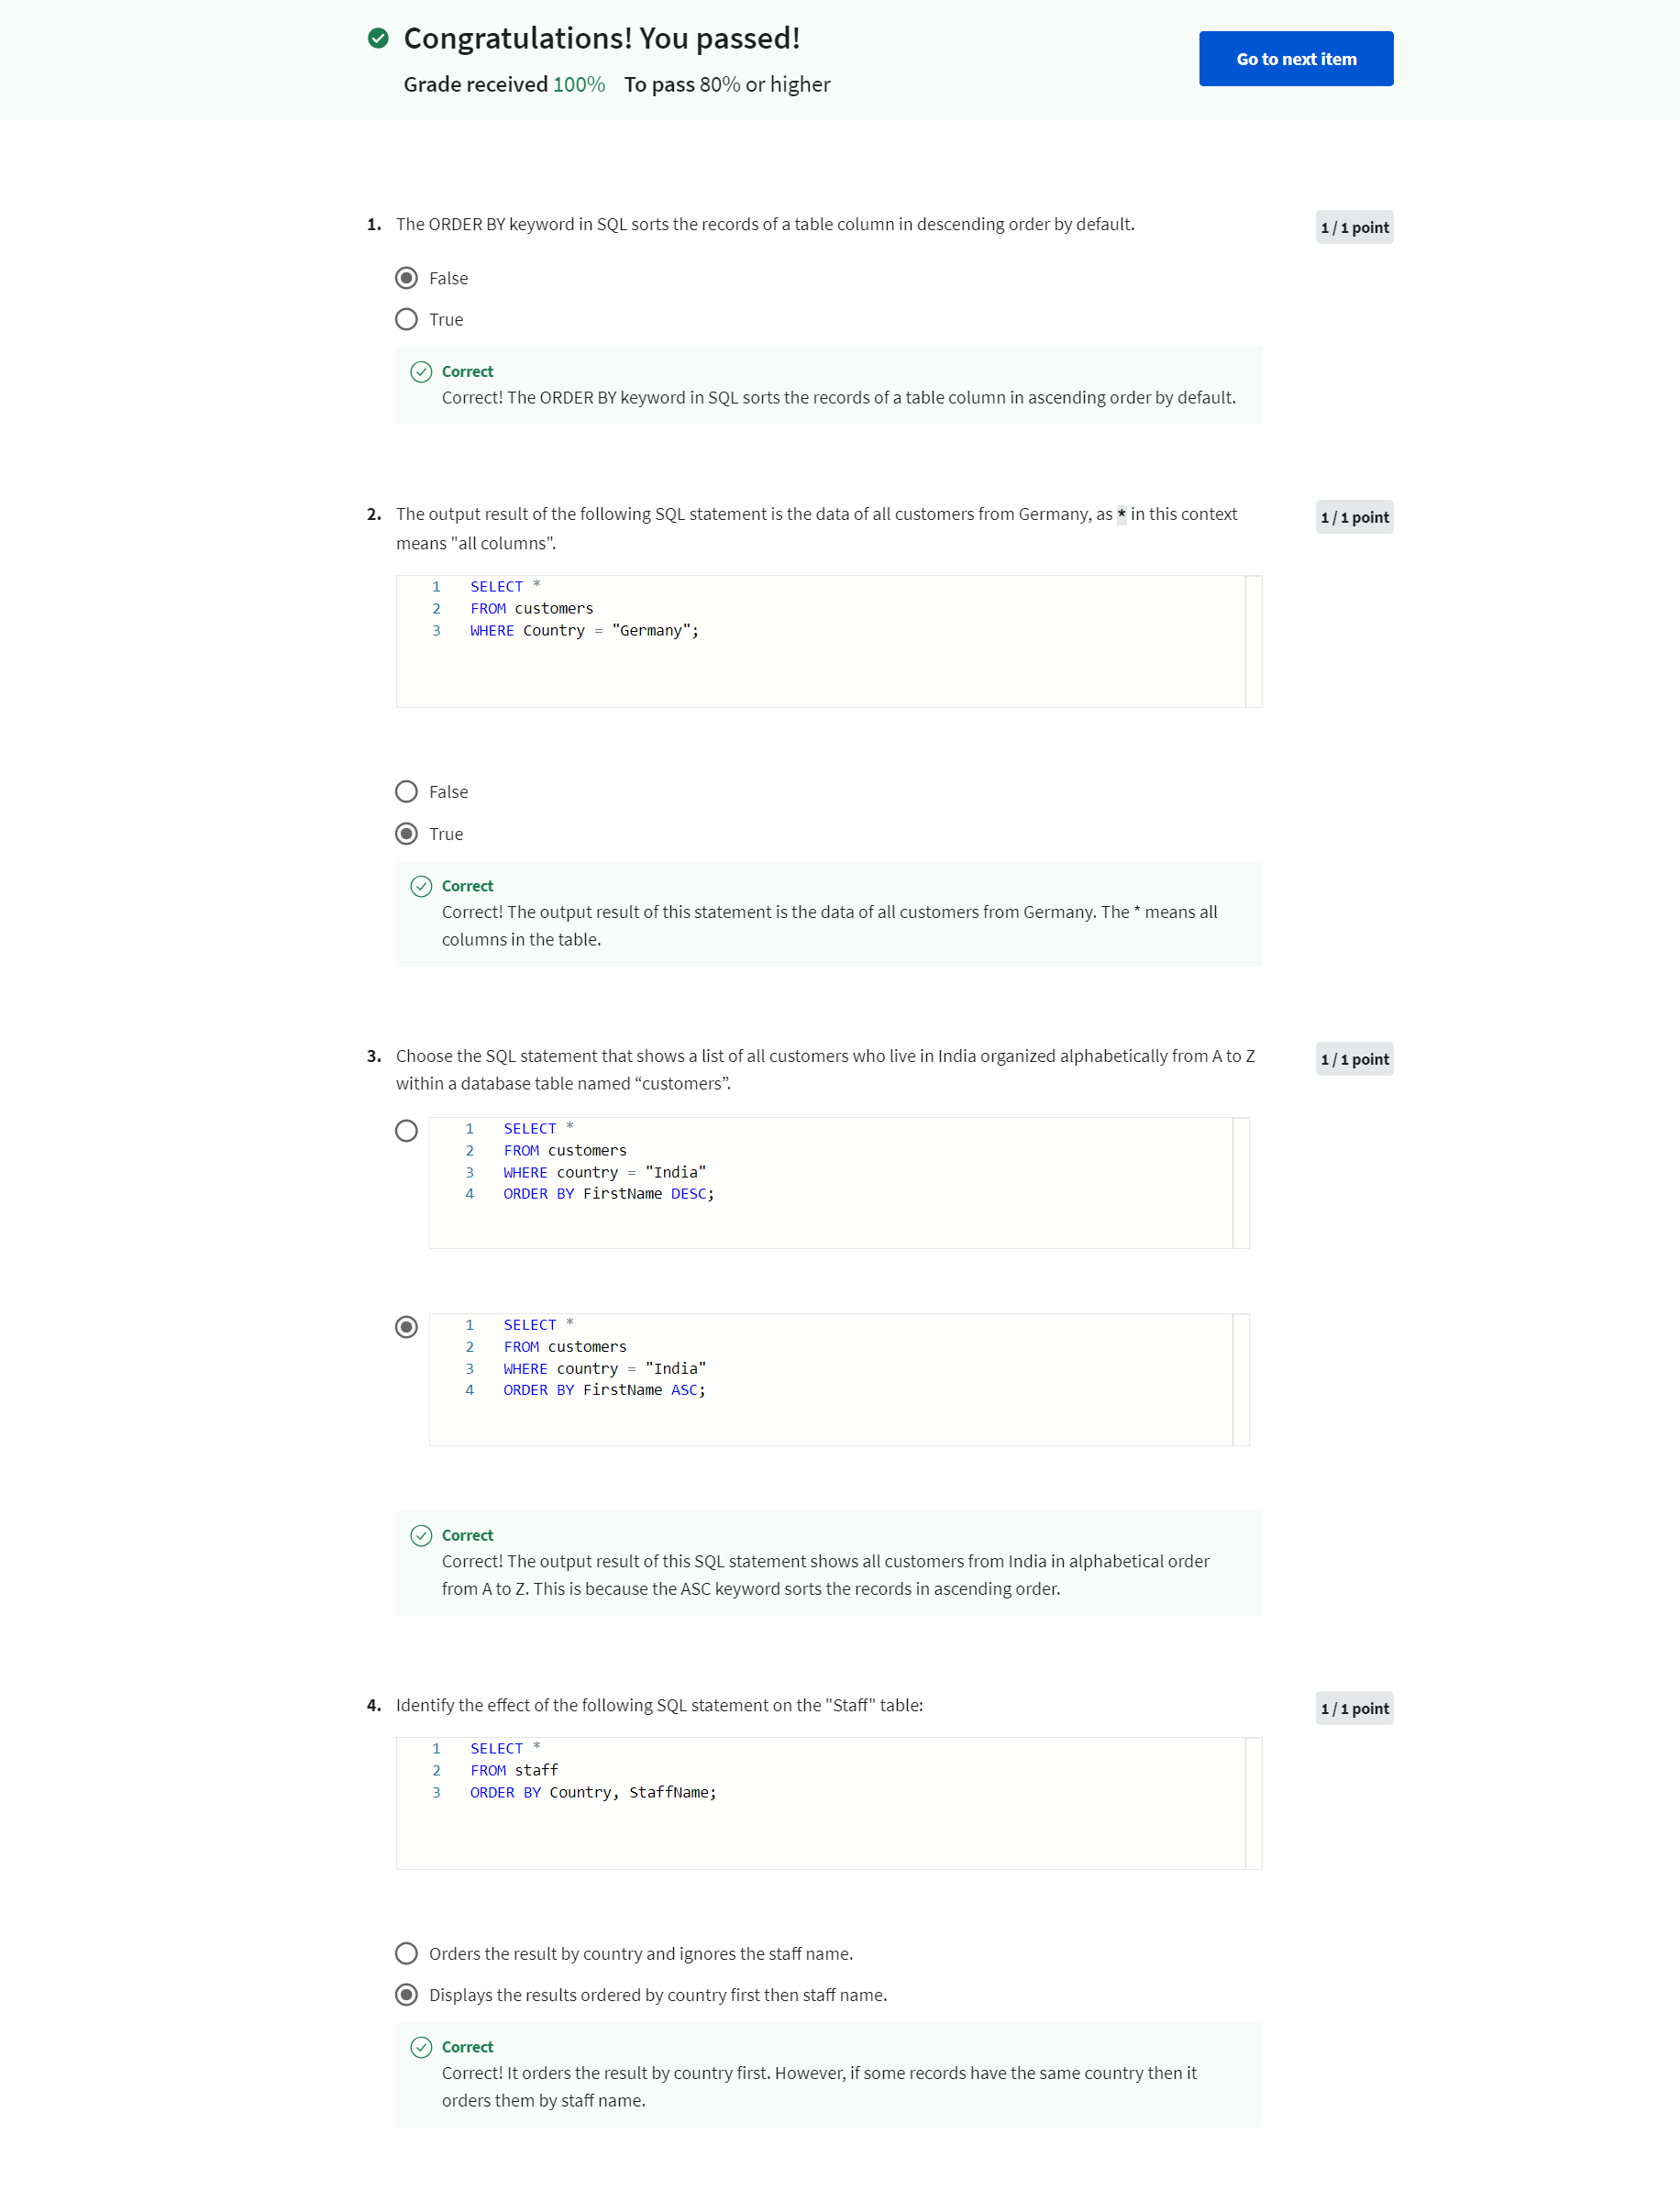 Congratulations! You passed!
Grade received 100% To pass 80% or higher
Go to next item
1. The ORDER BY keyword in SQL sorts the records of a table column in descending order by default.
1 / 1 point
False
True
Correct
Correct! The ORDER BY keyword in SQL sorts the records of a table column in ascending order by default.
2. The output result of the following SQL statement is the data of all customers from Germany, as * in this context
means "all columns".
1 / 1 point
1 SELECT *
2 FROM customers
3 WHERE Country = "Germany";
False
True
Correct
Correct! The output result of this statement is the data of all customers from Germany. The * means all
columns in the table.
3. Choose the SQL statement that shows a list of all customers who live in India organized alphabetically from A to Z
within a database table named “customers”.
1 / 1 point
1 SELECT *
2 FROM customers
3 WHERE country = "India"
4 ORDER BY FirstName DESC;
1 SELECT *
2 FROM customers
3 WHERE country = "India"
4 ORDER BY FirstName ASC;
Correct
Correct! The output result of this SQL statement shows all customers from India in alphabetical order
from A to Z. This is because the ASC keyword sorts the records in ascending order.
4. Identify the effect of the following SQL statement on the "Staff" table:
1 / 1 point
1 SELECT *
2 FROM staff
3 ORDER BY Country, StaffName;
Orders the result by country and ignores the staff name.
Displays the results ordered by country first then staff name.
Correct
Correct! It orders the result by country first. However, if some records have the same country then it
orders them by staff name.